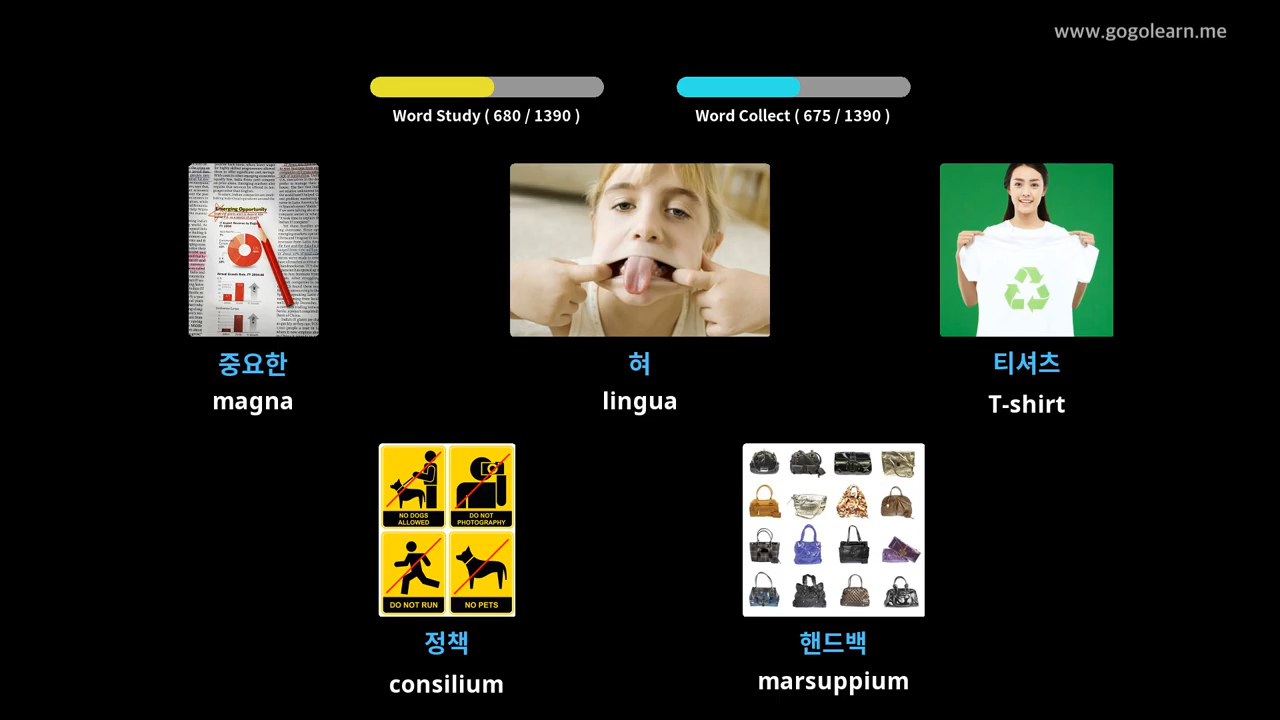 www.gogolearn.me
Word Study ( 680 / 1390 )
Word Collect ( 675 / 1390 )
Emerging Opportunity
중요한
magna
혀
lingua
티셔츠
T-shirt
NO DOGS
ALLOWED
DO NOT
PHOTOGRAPHY
DO NOT RUN
NO PETS
정책
consilium
핸드백
marsuppium